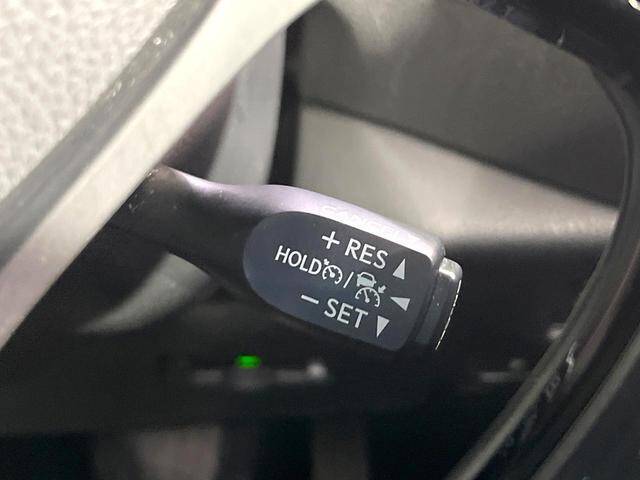 CANCEL
+ RES ▲
HOLD / ◀
− SET ▼